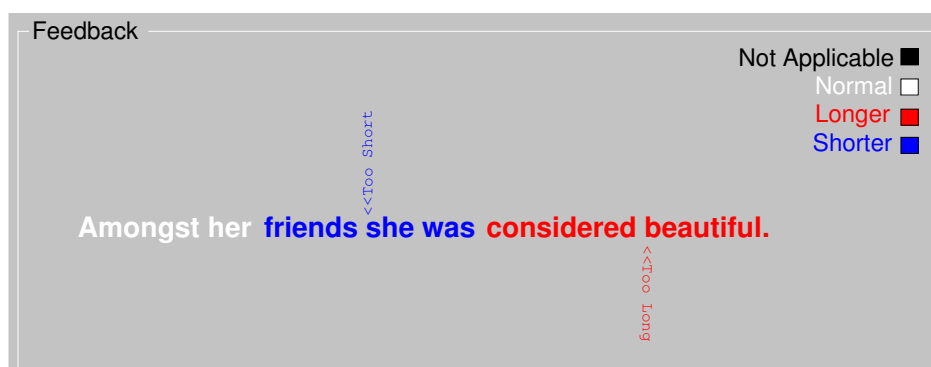 Feedback
Not Applicable
Normal
Longer
Shorter
<<Too Short
Amongst her friends she was considered beautiful.
<<Too Long